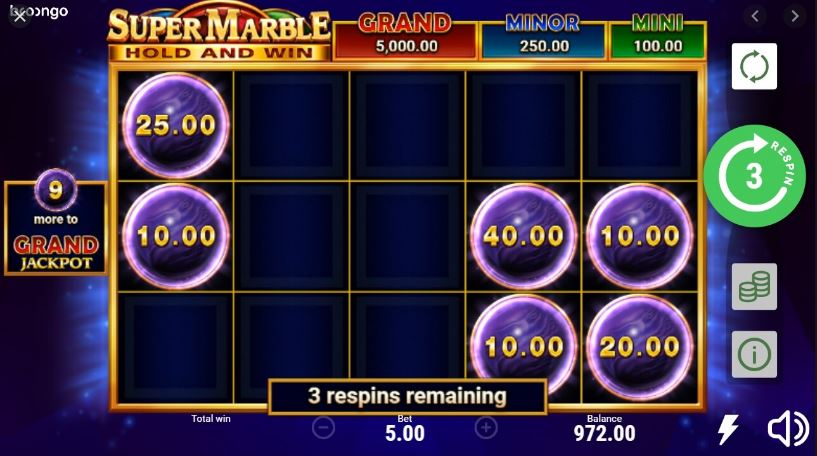 SUPER MARBLE
HOLD AND WIN
GRAND
5,000.00
MINOR
250.00
MINI
100.00
25.00
RESPIN
3
9
more to
GRAND
JACKPOT
10.00
40.00
10.00
10.00
20.00
3 respins remaining
Total win
Bet
5.00
Balance
972.00